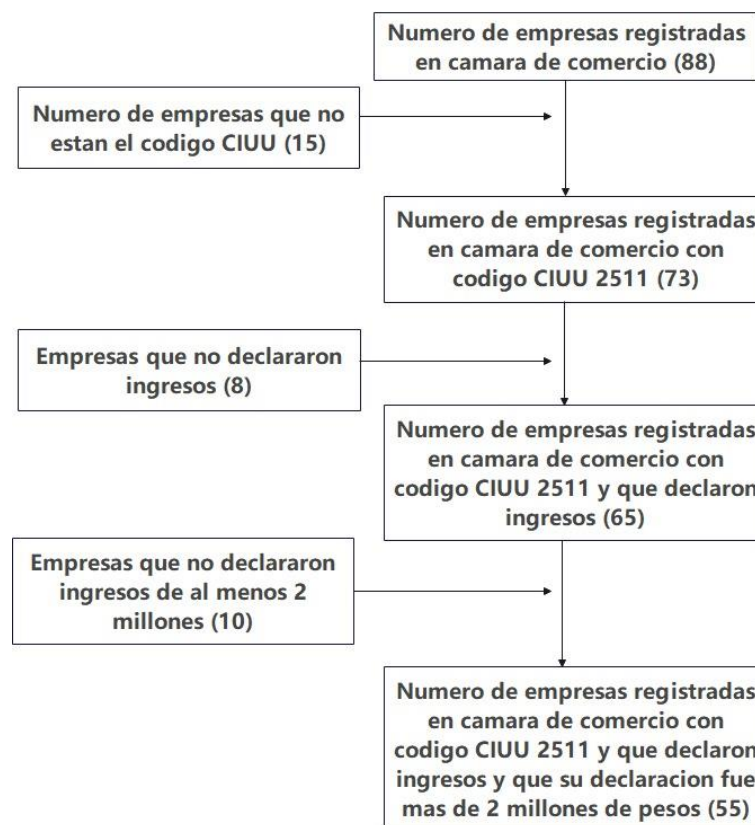 Numero de empresas registradas
en camara de comercio (88)
Numero de empresas que no
estan el codigo CIUU (15)
Numero de empresas registradas
en camara de comercio con
codigo CIUU 2511 (73)
Empresas que no declararon
ingresos (8)
Numero de empresas registradas
en camara de comercio con
codigo CIUU 2511 y que declaron
ingresos (65)
Empresas que no declararon
ingresos de al menos 2
millones (10)
Numero de empresas registradas
en camara de comercio con
codigo CIUU 2511 y que declaron
ingresos y que su declaracion fue
mas de 2 millones de pesos (55)